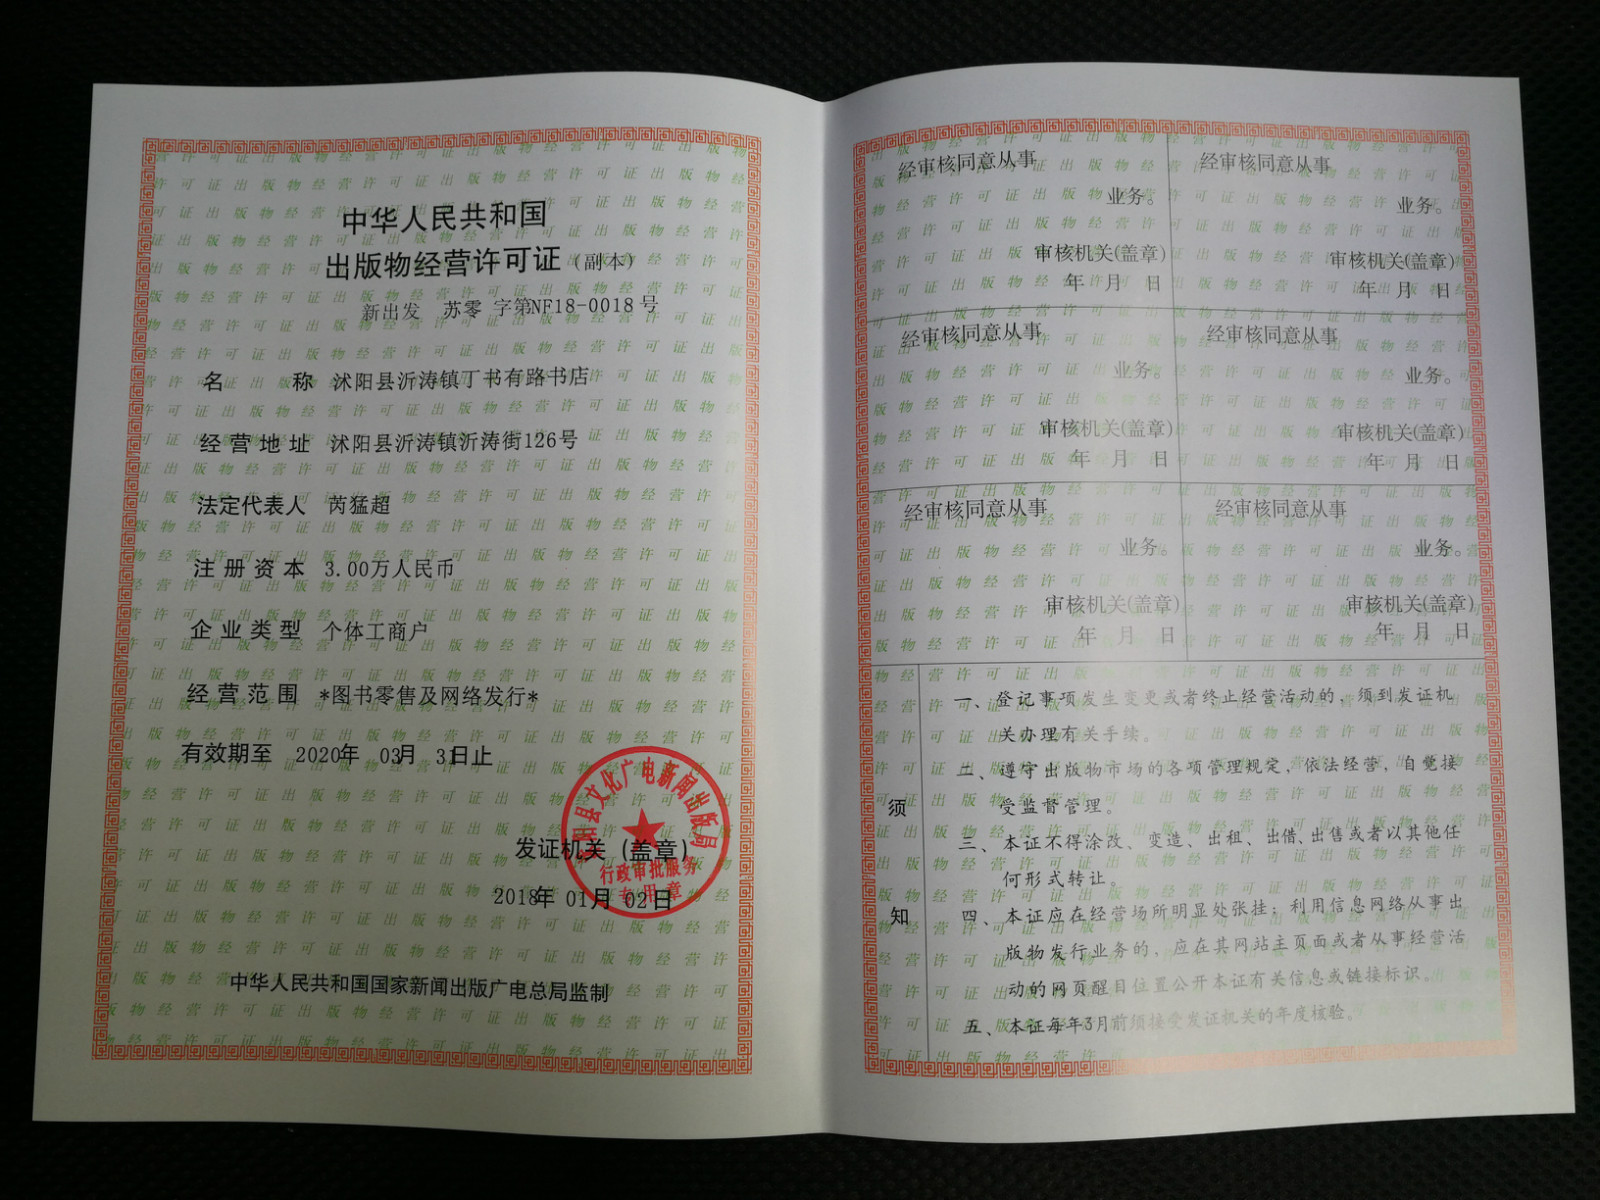 中华人民共和国
出版物经营许可证（副本）
新出发 苏零 字第NF18-0018 号
名 称 沭阳县沂涛镇丁书有路书店
经营地址 沭阳县沂涛镇沂涛街126号
法定代表人 芮猛超
注册资本 3.00万人民币
企业类型 个体工商户
经营范围 *图书零售及网络发行*
有效期至 2020年 03月 31日止
沭阳县文化广电新闻出版局
发证机关（盖章）
行政审批服务
专用章
2018年 01月 02日
中华人民共和国国家新闻出版广电总局监制
经审核同意从事
业务。
审核机关(盖章)
年 月 日
经审核同意从事
业务。
审核机关(盖章)
年 月 日
经审核同意从事
业务。
审核机关(盖章)
年 月 日
经审核同意从事
业务。
审核机关(盖章)
年 月 日
经审核同意从事
业务。
审核机关(盖章)
年 月 日
经审核同意从事
业务。
审核机关(盖章)
年 月 日
须知
一、登记事项发生变更或者终止经营活动的，须到发证机
关办理有关手续。
二、遵守出版物市场的各项管理规定，依法经营，自觉接
受监督管理。
三、本证不得涂改、变造、出租、出借、出售或者以其他任
何形式转让。
四、本证应在经营场所明显处张挂；利用信息网络从事出
版物发行业务的，应在其网站主页面或者从事经营活
动的网页醒目位置公开本证有关信息或链接标识。
五、本证每年3月前须接受发证机关的年度核验。